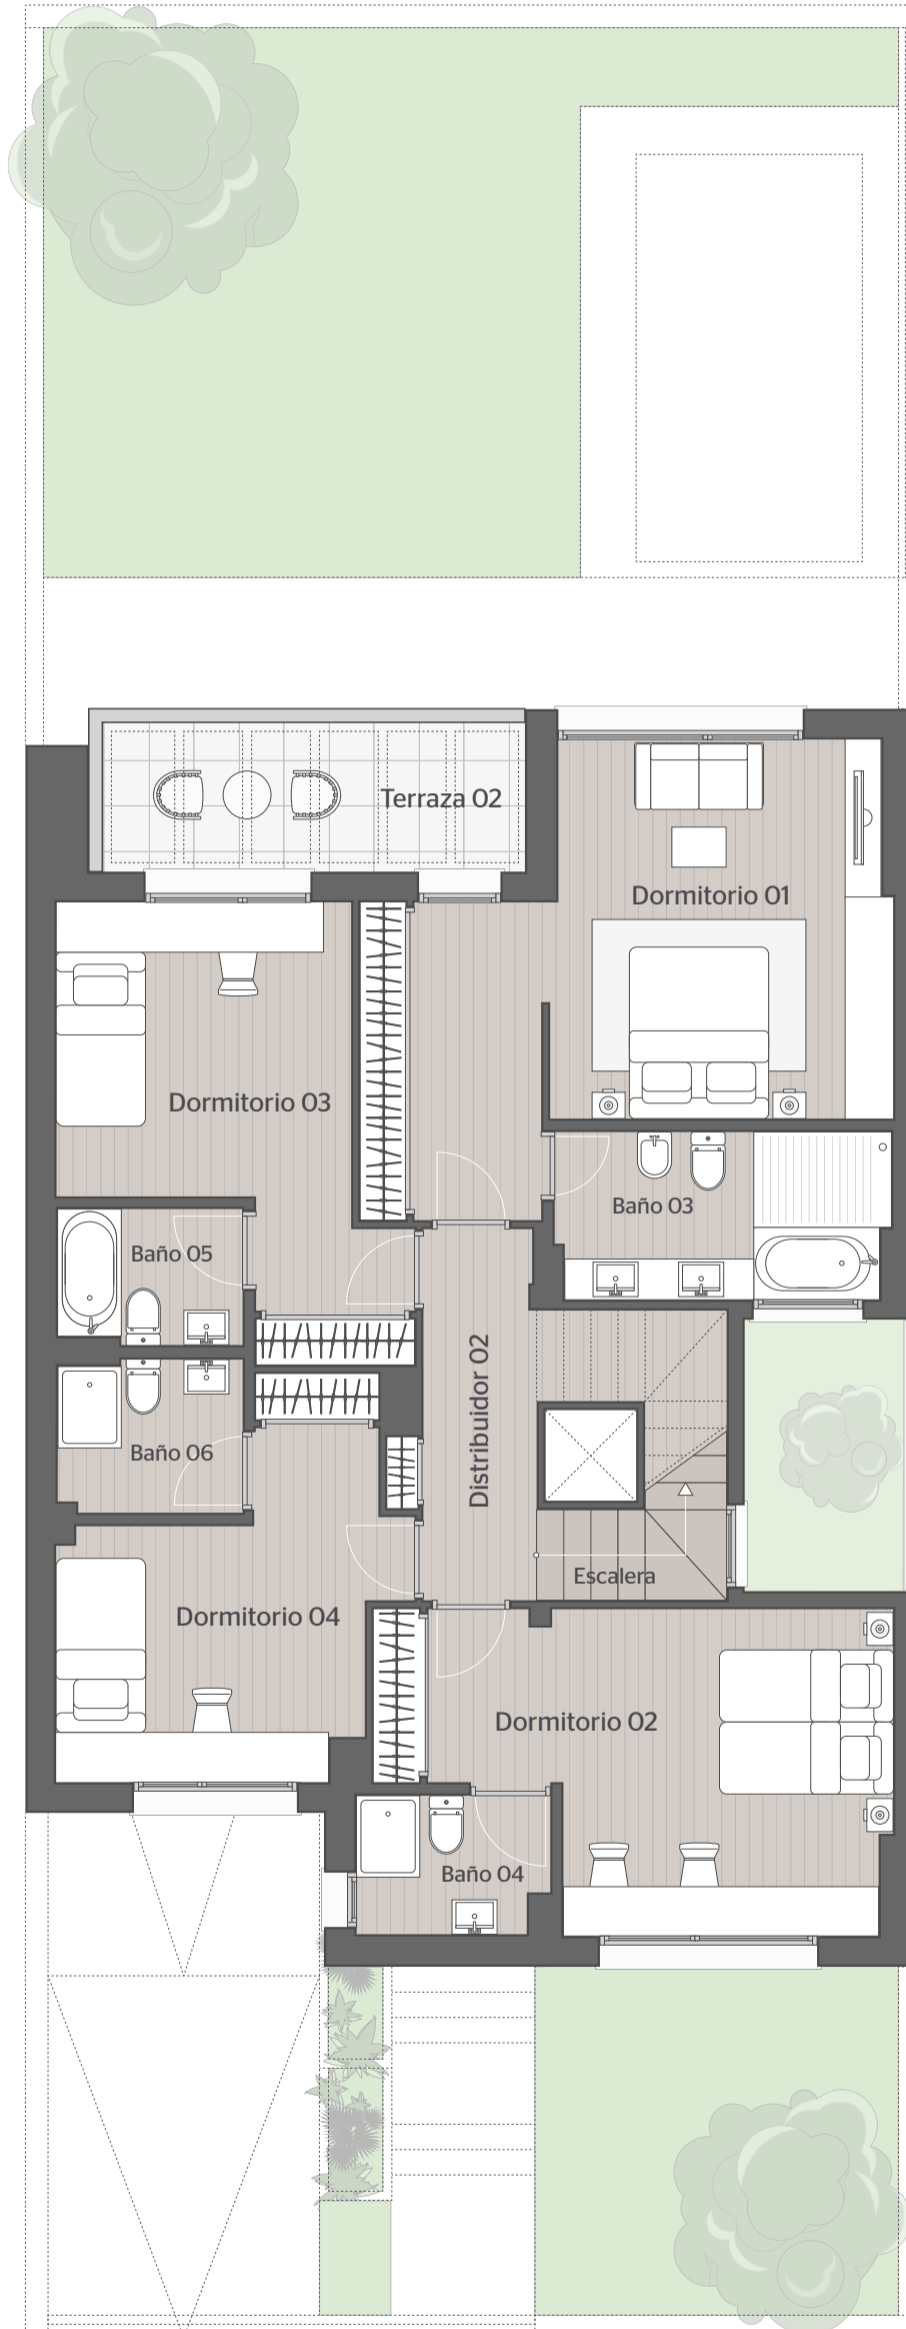 Terraza 02
Dormitorio 01
Dormitorio 03
Baño 03
Baño 05
Distribuidor 02
Baño 06
Escalera
Dormitorio 04
Dormitorio 02
Baño 04